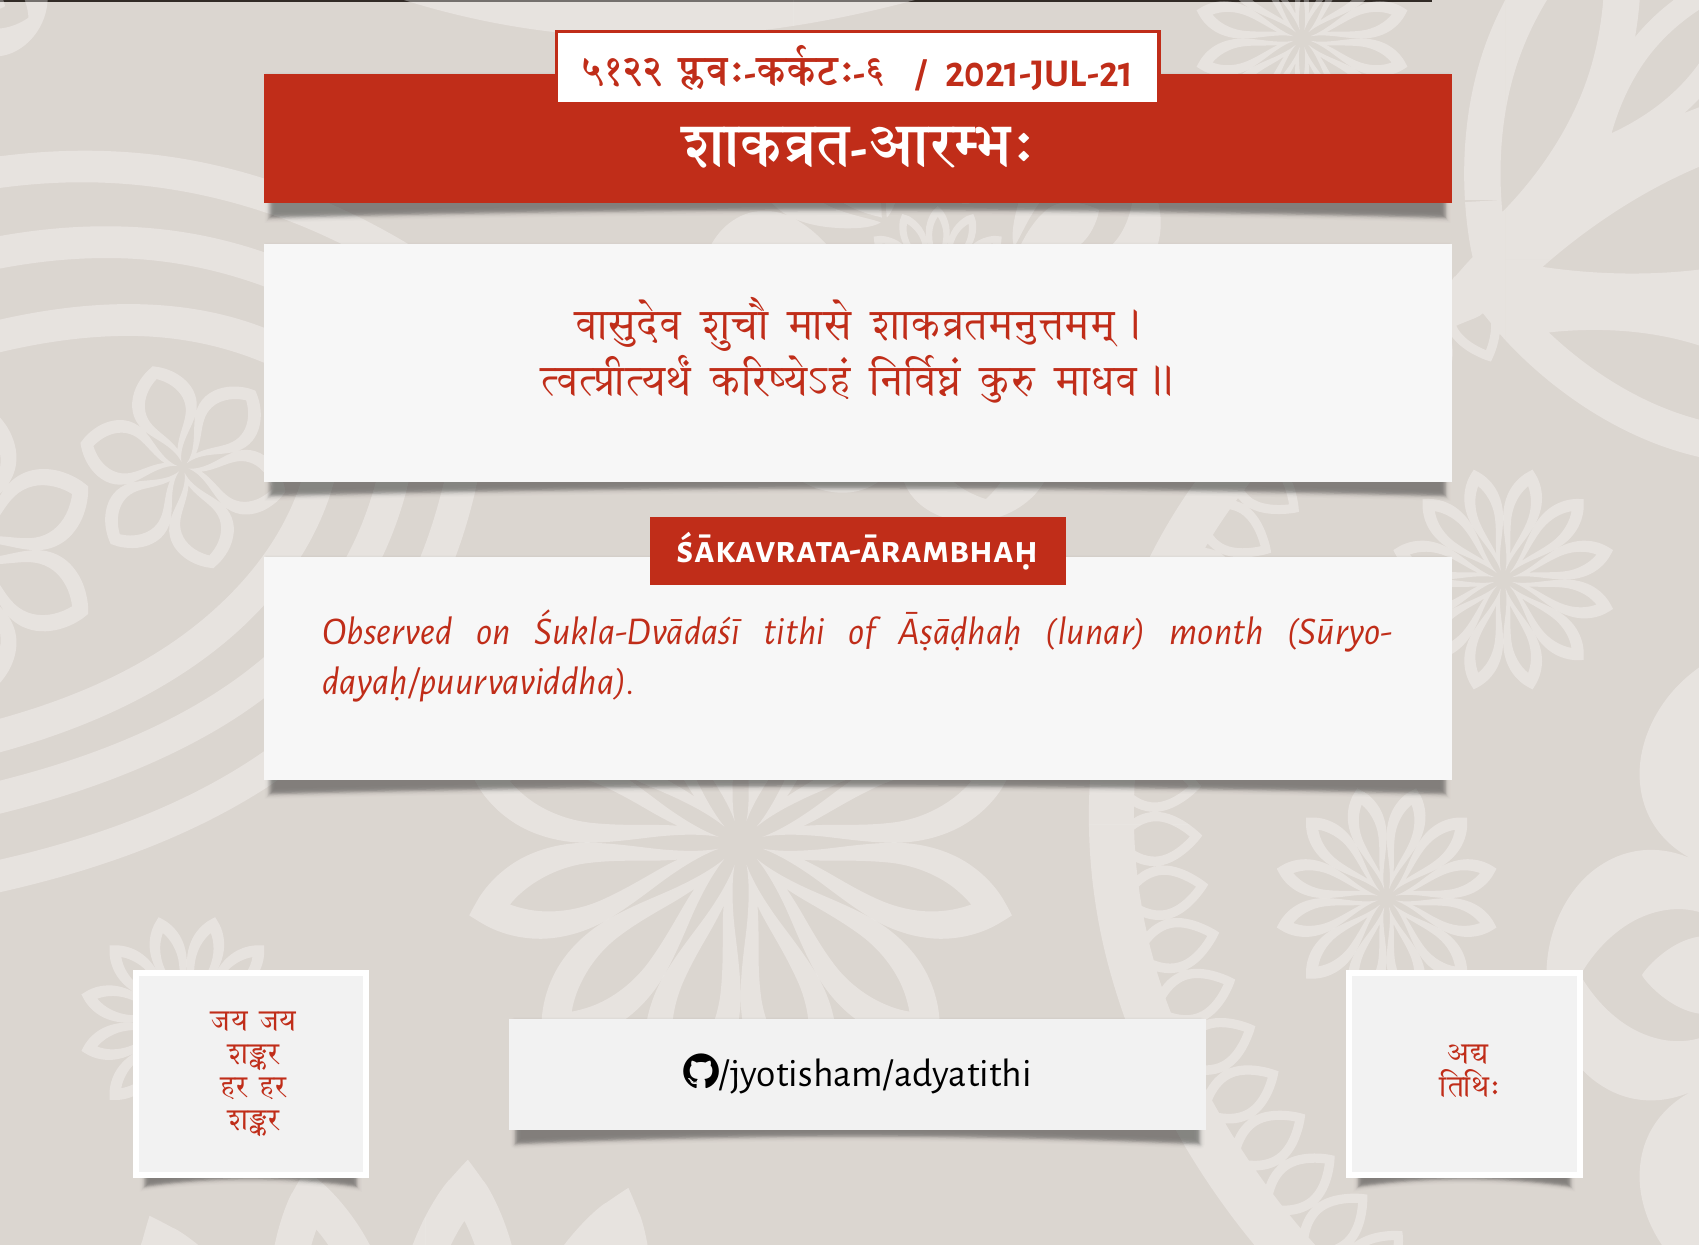 ५१२२ प्लवः-कर्कटः-६ / 2021-JUL-21
शाकव्रत-आरम्भः
वासुदेव शुचौ मासे शाकव्रतमनुत्तमम् ।
त्वत्प्रीत्यर्थं करिष्येऽहं निर्विघ्नं कुरु माधव ॥
ŚĀKAVRATA-ĀRAMBHAḤ
Observed on Śukla-Dvādaśī tithi of Āṣāḍhaḥ (lunar) month (Sūryo-
dayaḥ/puurvaviddha).
जय जय
शङ्कर
हर हर
शङ्कर
/jyotisham/adyatithi
अद्य
तिथिः